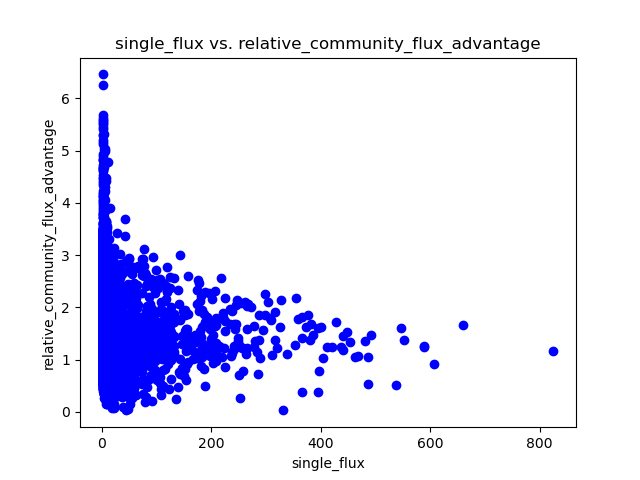 single_flux vs. relative_community_flux_advantage
relative_community_flux_advantage
6
5
4
3
2
1
0
0 200 400 600 800
single_flux